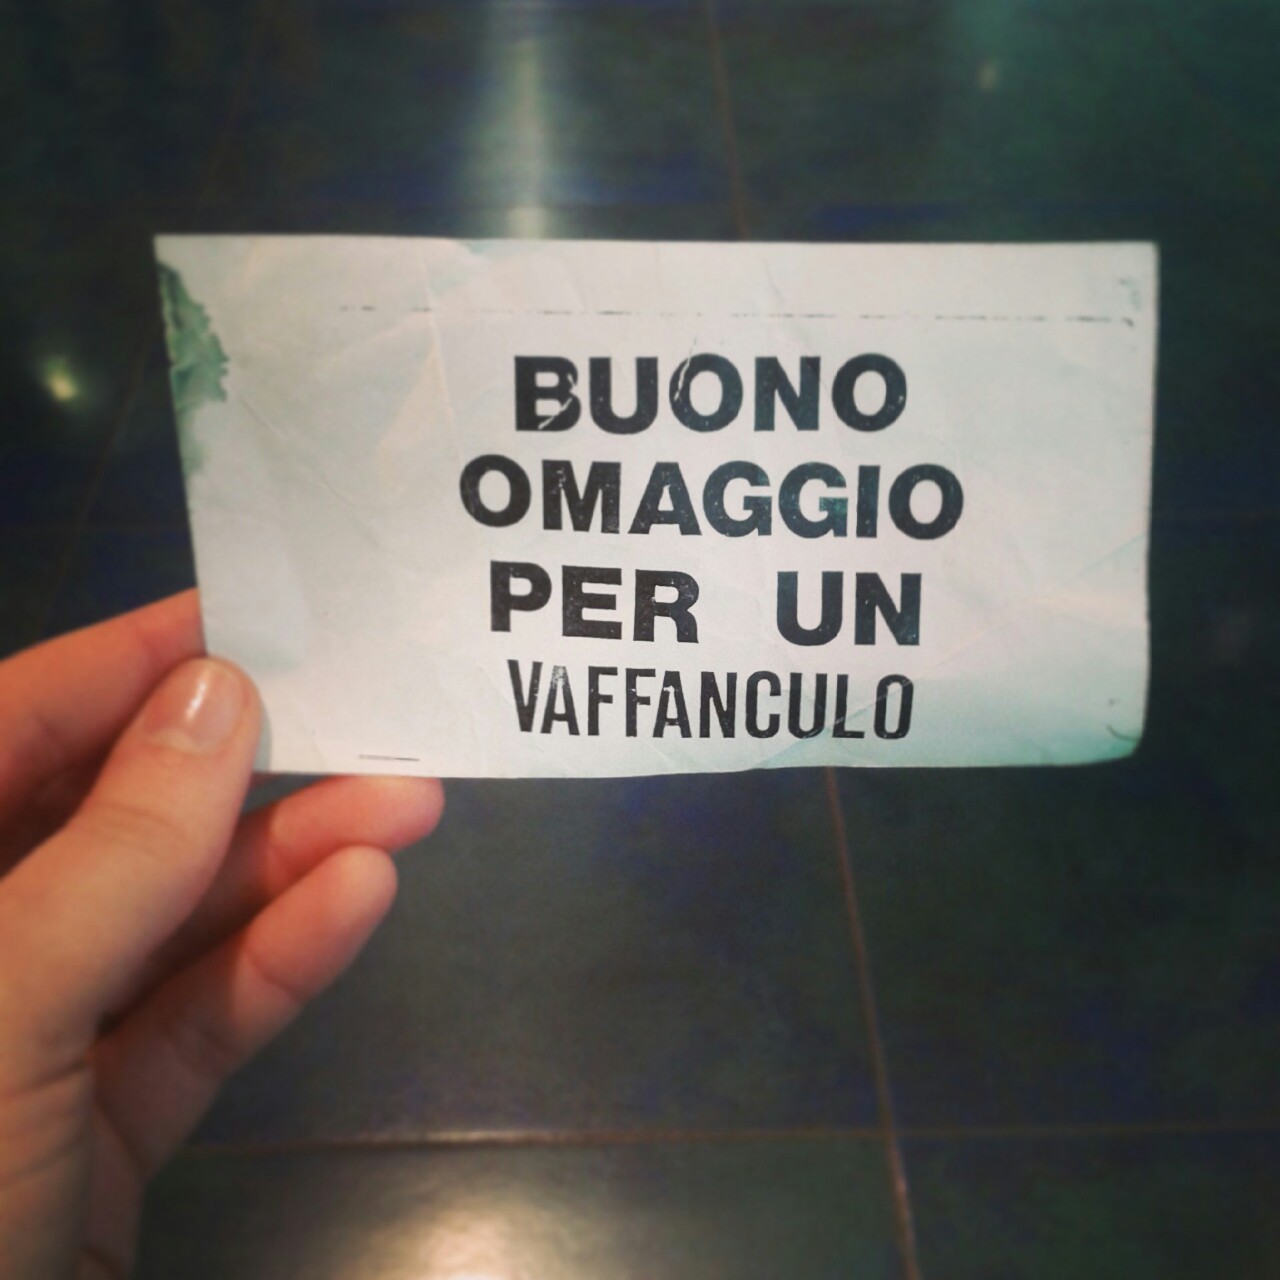 BUONO
OMAGGIO
PER UN
VAFFANCULO